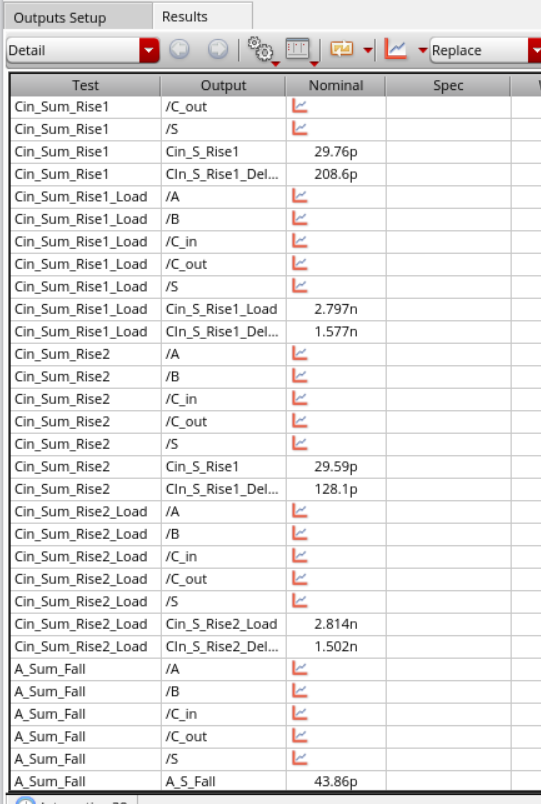 Outputs Setup Results
Detail Replace
Test Output Nominal Spec
Cin_Sum_Rise1 /C_out
Cin_Sum_Rise1 /S
Cin_Sum_Rise1 Cin_S_Rise1 29.76p
Cin_Sum_Rise1 CIn_S_Rise1_Del... 208.6p
Cin_Sum_Rise1_Load /A
Cin_Sum_Rise1_Load /B
Cin_Sum_Rise1_Load /C_in
Cin_Sum_Rise1_Load /C_out
Cin_Sum_Rise1_Load /S
Cin_Sum_Rise1_Load Cin_S_Rise1_Load 2.797n
Cin_Sum_Rise1_Load CIn_S_Rise1_Del... 1.577n
Cin_Sum_Rise2 /A
Cin_Sum_Rise2 /B
Cin_Sum_Rise2 /C_in
Cin_Sum_Rise2 /C_out
Cin_Sum_Rise2 /S
Cin_Sum_Rise2 Cin_S_Rise1 29.59p
Cin_Sum_Rise2 CIn_S_Rise1_Del... 128.1p
Cin_Sum_Rise2_Load /A
Cin_Sum_Rise2_Load /B
Cin_Sum_Rise2_Load /C_in
Cin_Sum_Rise2_Load /C_out
Cin_Sum_Rise2_Load /S
Cin_Sum_Rise2_Load Cin_S_Rise2_Load 2.814n
Cin_Sum_Rise2_Load CIn_S_Rise2_Del... 1.502n
A_Sum_Fall /A
A_Sum_Fall /B
A_Sum_Fall /C_in
A_Sum_Fall /C_out
A_Sum_Fall /S
A_Sum_Fall A_S_Fall 43.86p